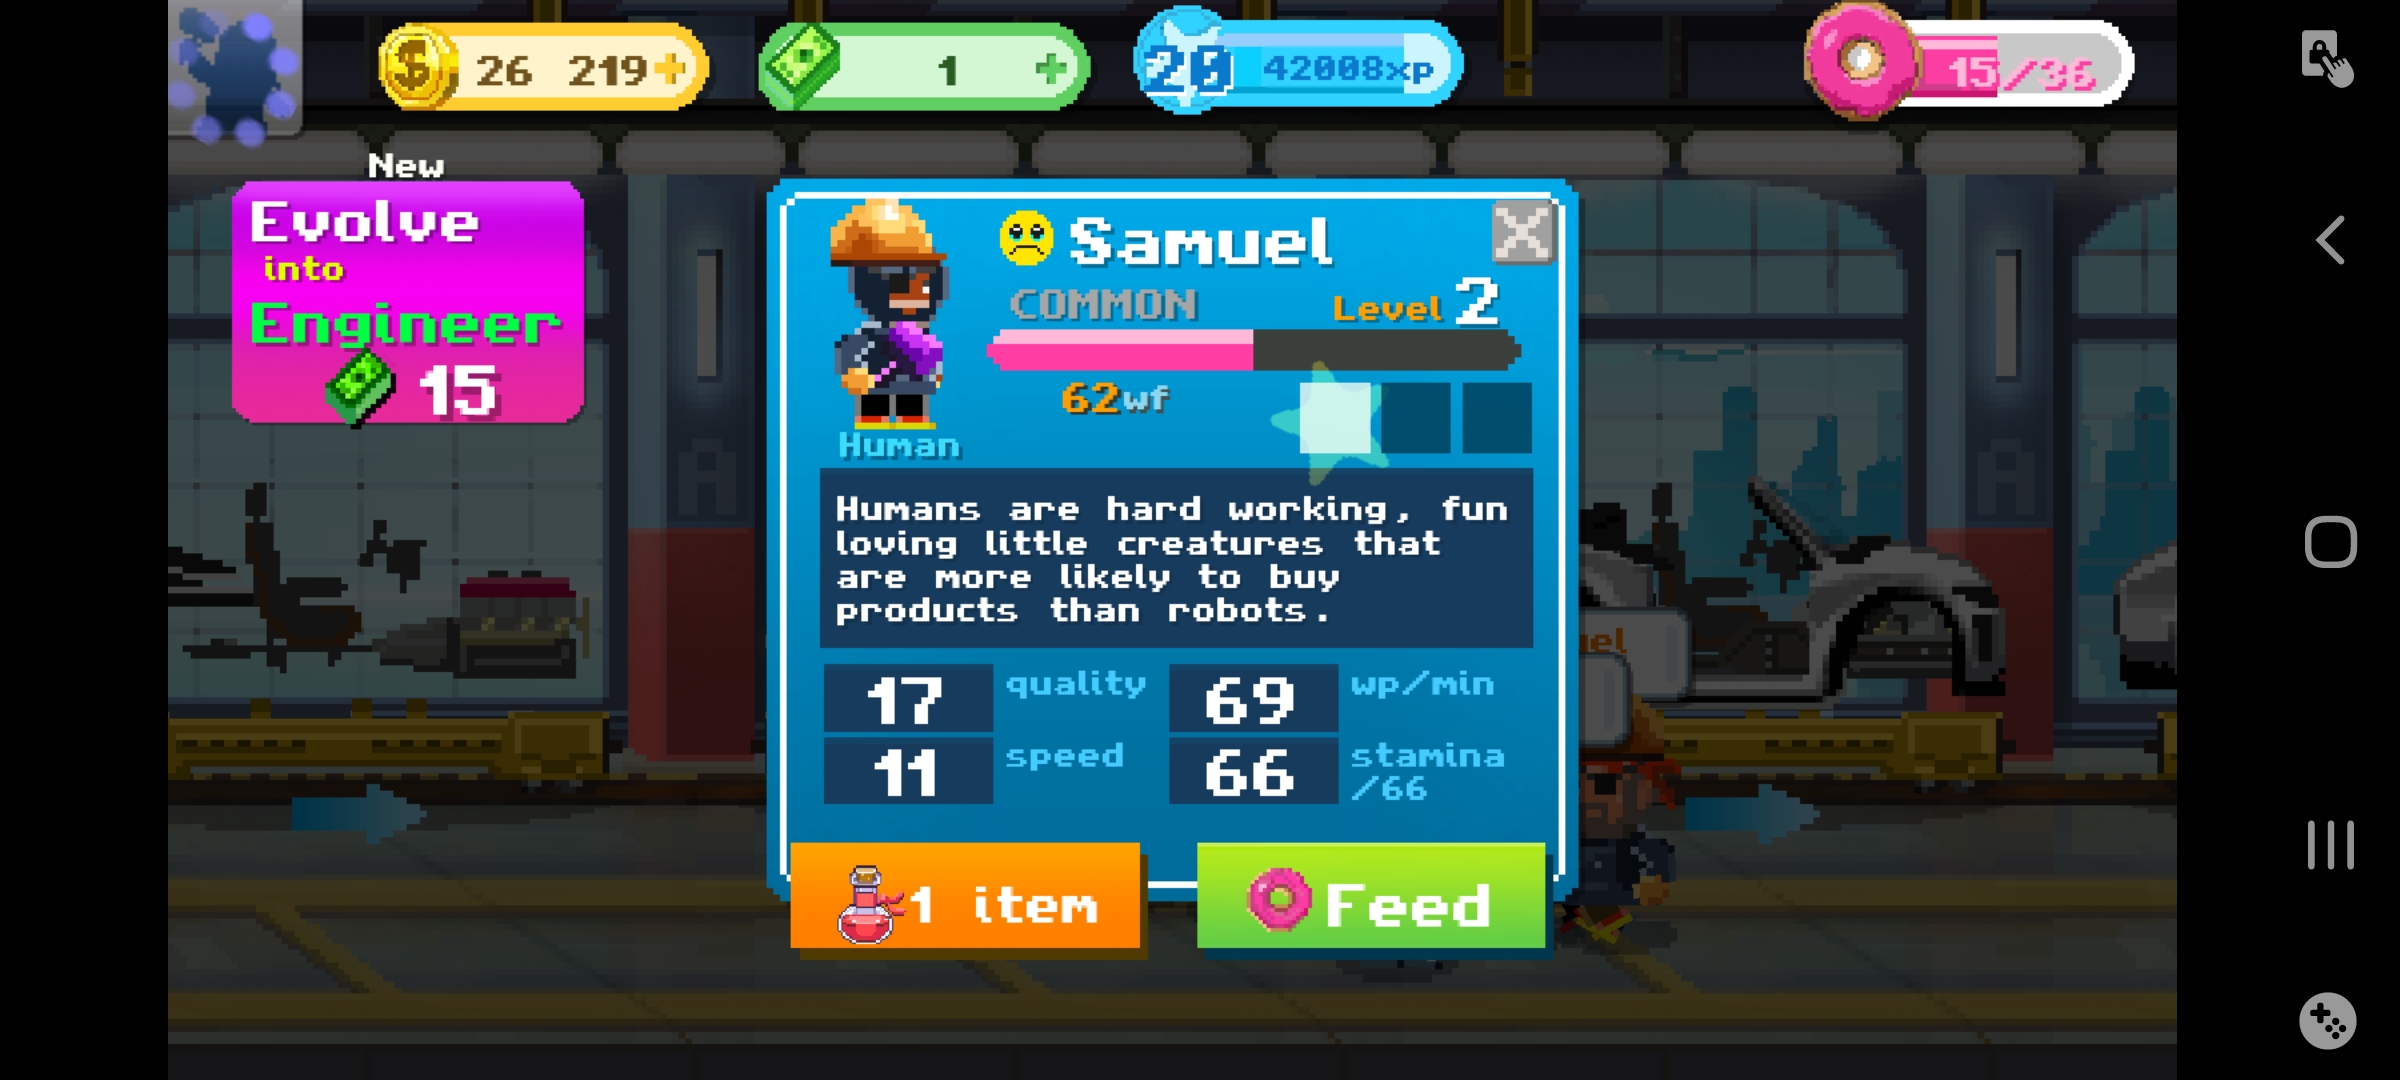 26 219
1
20
42008xp
15/36
New
Evolve
into
Engineer
15
Samuel
COMMON
Level 2
62wf
Human
Humans are hard working, fun
loving little creatures that
are more likely to buy
products than robots.
17 quality
69 wp/min
11 speed
66 stamina
/66
1 item
Feed
A
A